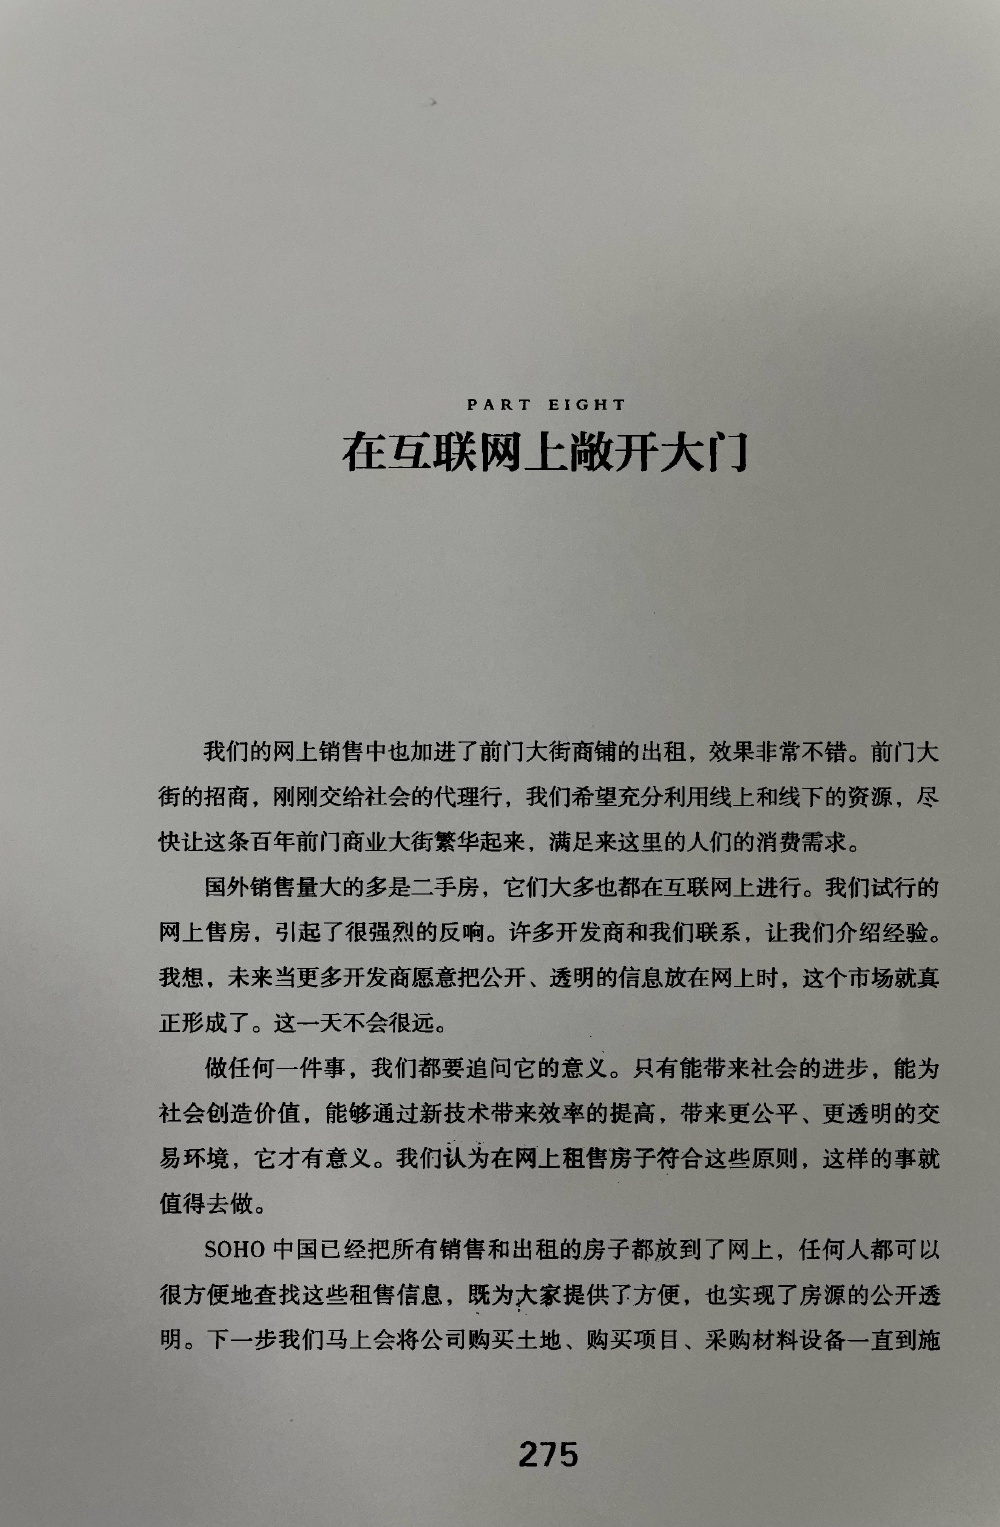 PART EIGHT
在互联网上敞开大门
我们的网上销售中也加进了前门大街商铺的出租，效果非常不错。前门大
街的招商，刚刚交给社会的代理行，我们希望充分利用线上和线下的资源，尽
快让这条百年前门商业大街繁华起来，满足来这里的人们的消费需求。
国外销售量大的多是二手房，它们大多也都在互联网上进行。我们试行的
网上售房，引起了很强烈的反响。许多开发商和我们联系，让我们介绍经验。
我想，未来当更多开发商愿意把公开、透明的信息放在网上时，这个市场就真
正形成了。这一天不会很远。
做任何一件事，我们都要追问它的意义。只有能带来社会的进步，能为
社会创造价值，能够通过新技术带来效率的提高，带来更公平、更透明的交
易环境，它才有意义。我们认为在网上租售房子符合这些原则，这样的事就
值得去做。
SOHO 中国已经把所有销售和出租的房子都放到了网上，任何人都可以
很方便地查找这些租售信息，既为大家提供了方便，也实现了房源的公开透
明。下一步我们马上会将公司购买土地、购买项目、采购材料设备一直到施
275